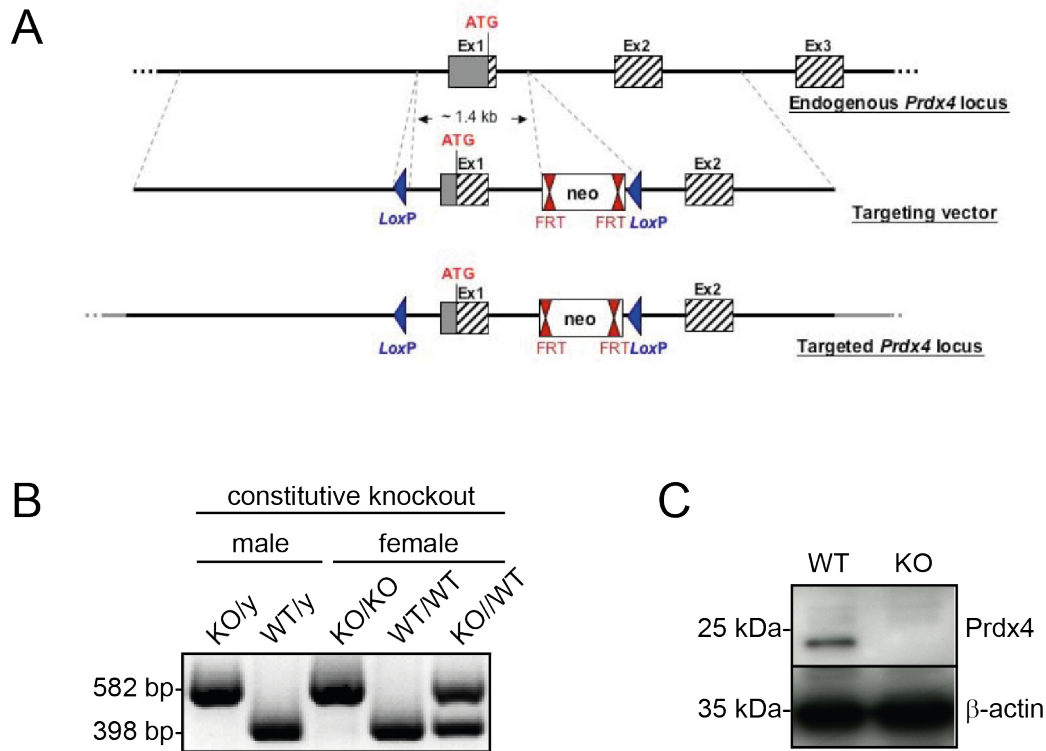 A
ATG
Ex1 Ex2 Ex3
Endogenous Prdx4 locus
~ 1.4 kb
ATG
Ex1 Ex2
neo
LoxP FRT FRT LoxP
Targeting vector
ATG
Ex1 Ex2
neo
LoxP FRT FRT LoxP
Targeted Prdx4 locus
B
constitutive knockout
male female
KO/y WT/y KO/KO WT/WT KO//WT
582 bp-
398 bp-
C
WT KO
25 kDa- Prdx4
35 kDa- β-actin